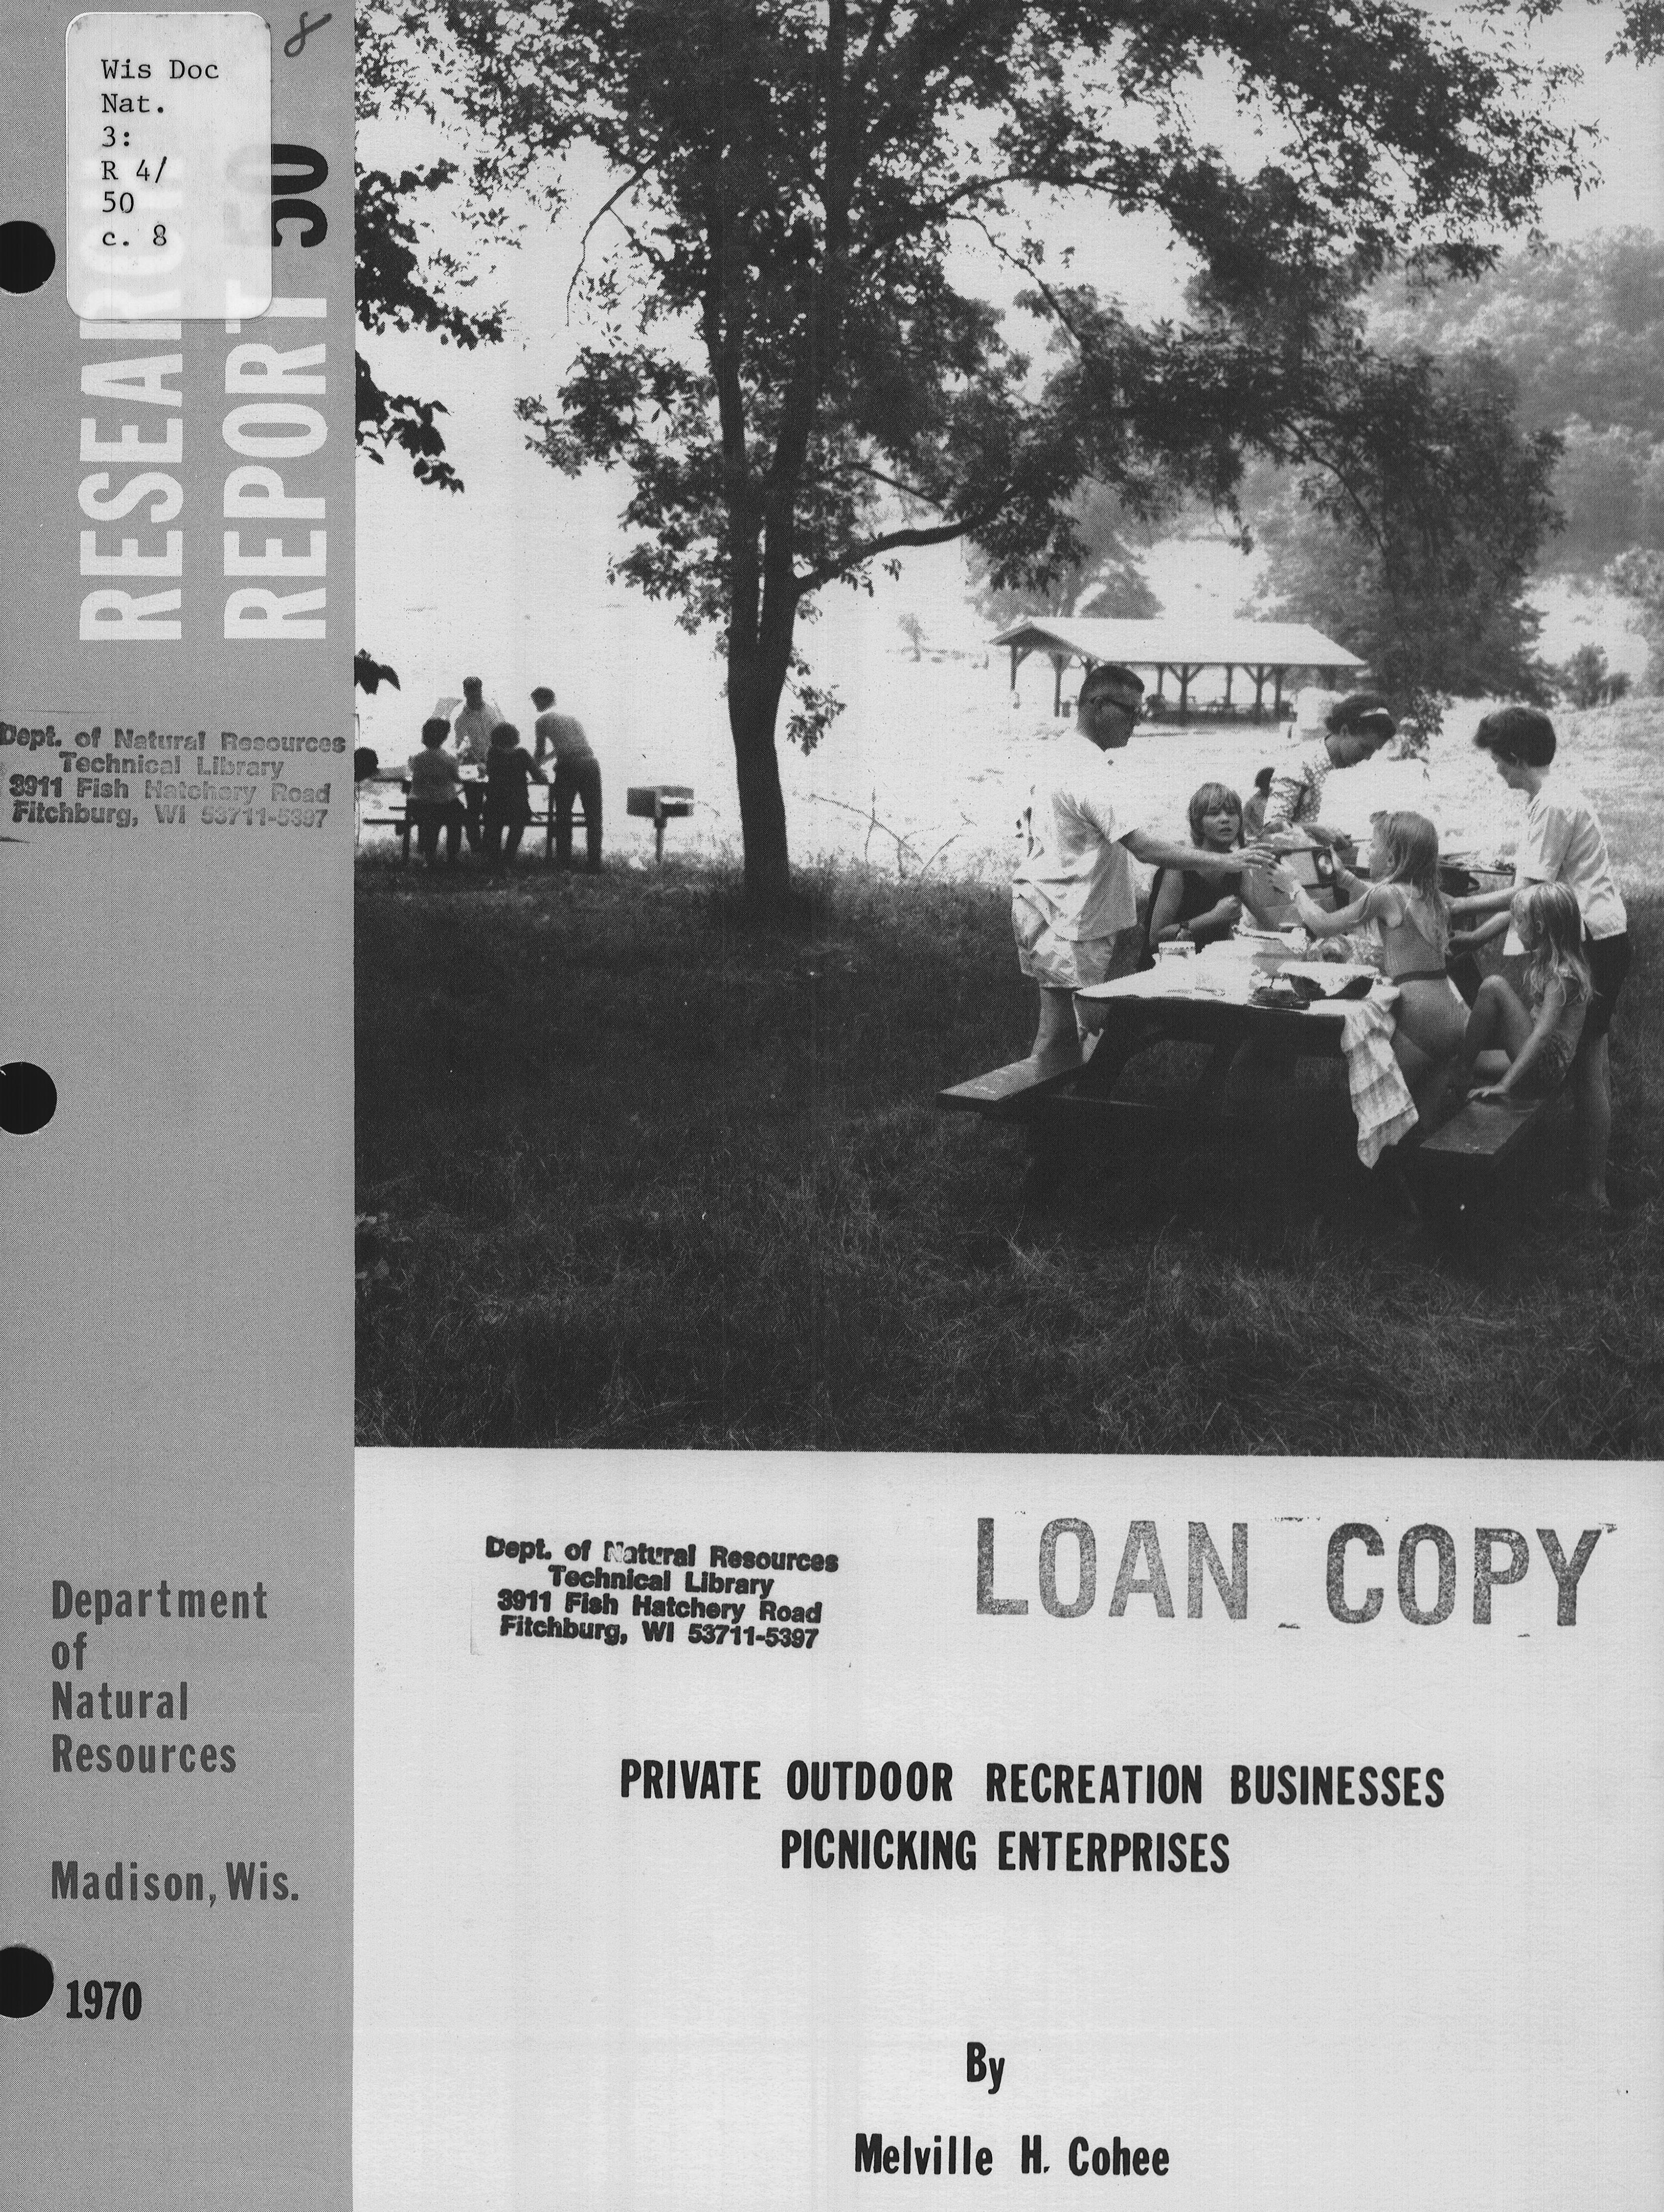 8
Wis Doc
Nat.
3:
R 4/
50
c. 8
RESEARCH
REPORT 50
Dept. of Natural Resources
Technical Library
3911 Fish Hatchery Road
Fitchburg, WI 53711-5397
Department
of
Natural
Resources
Madison, Wis.
1970
Dept. of Natural Resources
Technical Library
3911 Fish Hatchery Road
Fitchburg, WI 53711-5397
LOAN COPY
PRIVATE OUTDOOR RECREATION BUSINESSES
PICNICKING ENTERPRISES
By
Melville H. Cohee